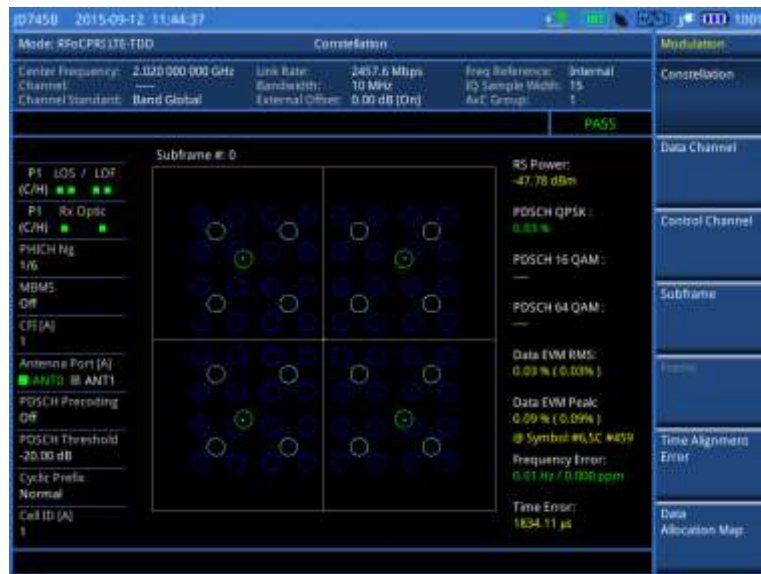 JD745B 2015-09-12 11:44:37
INT
100%
Mode: RFoCPRI LTE-TDD
Constellation
Modulation
Center Frequency: 2.020 000 000 GHz
Link Rate: 2457.6 Mbps
Freq Reference: Internal
Channel: ----
Bandwidth: 10 MHz
IQ Sample Width: 15
Channel Standard: Band Global
External Offset: 0.00 dB [On]
AxC Group: 1
PASS
Subframe #: 0
P1 LOS / LOF
(C/H)
P1 Rx Optic
(C/H)
PHICH Ng
1/6
MBMS
Off
CFI [A]
1
Antenna Port [A]
ANT0 ANT1
PDSCH Precoding
Off
PDSCH Threshold
-20.00 dB
Cyclic Prefix
Normal
Cell ID [A]
1
RS Power:
-47.78 dBm
PDSCH QPSK :
0.03 %
PDSCH 16 QAM :
----
PDSCH 64 QAM :
----
Data EVM RMS:
0.03 % ( 0.03% )
Data EVM Peak:
0.09 % ( 0.09% )
@ Symbol #6,SC #459
Frequency Error:
0.01 Hz / 0.000 ppm
Time Error:
1834.11 µs
Constellation
Data Channel
Control Channel
Subframe
Frame
Time Alignment
Error
Data
Allocation Map